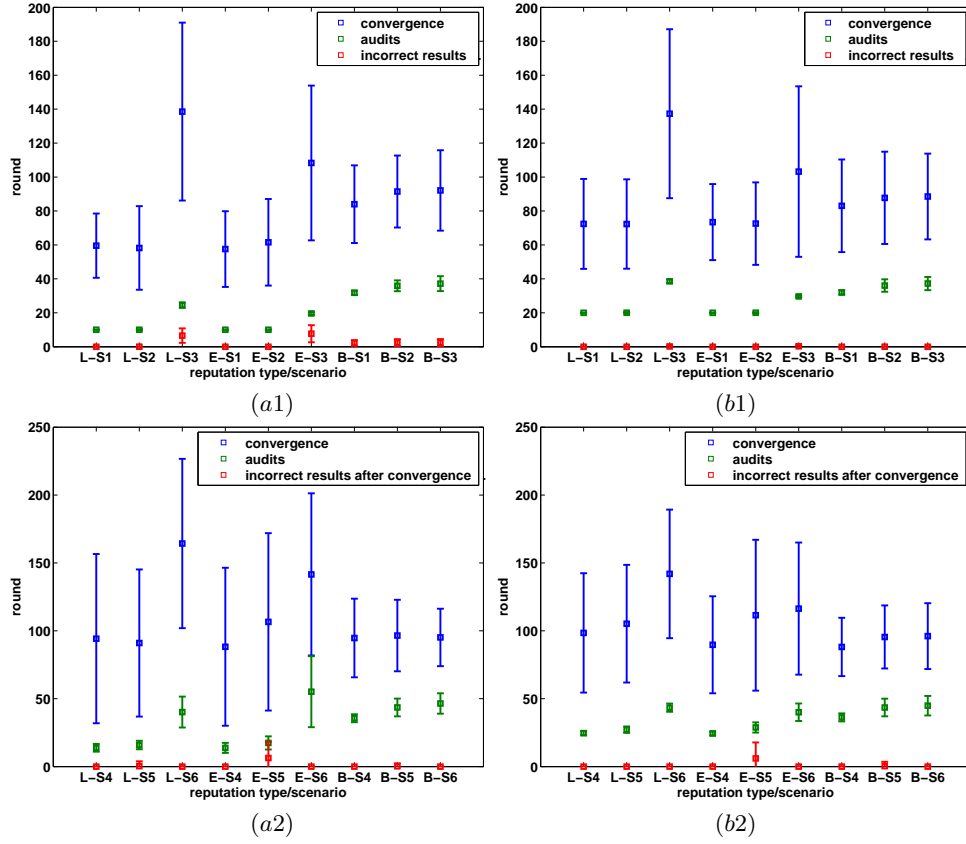 200
180
160
140
120
100
80
60
40
20
0
round
convergence
audits
incorrect results
L−S1 L−S2 L−S3 E−S1 E−S2 E−S3 B−S1 B−S2 B−S3
reputation type/scenario
(a1)
200
180
160
140
120
100
80
60
40
20
0
round
convergence
audits
incorrect results
L−S1 L−S2 L−S3 E−S1 E−S2 E−S3 B−S1 B−S2 B−S3
reputation type/scenario
(b1)
250
200
150
100
50
0
round
convergence
audits
incorrect results after convergence
L−S4 L−S5 L−S6 E−S4 E−S5 E−S6 B−S4 B−S5 B−S6
reputation type/scenario
(a2)
250
200
150
100
50
0
round
convergence
audits
incorrect results after convergence
L−S4 L−S5 L−S6 E−S4 E−S5 E−S6 B−S4 B−S5 B−S6
reputation type/scenario
(b2)